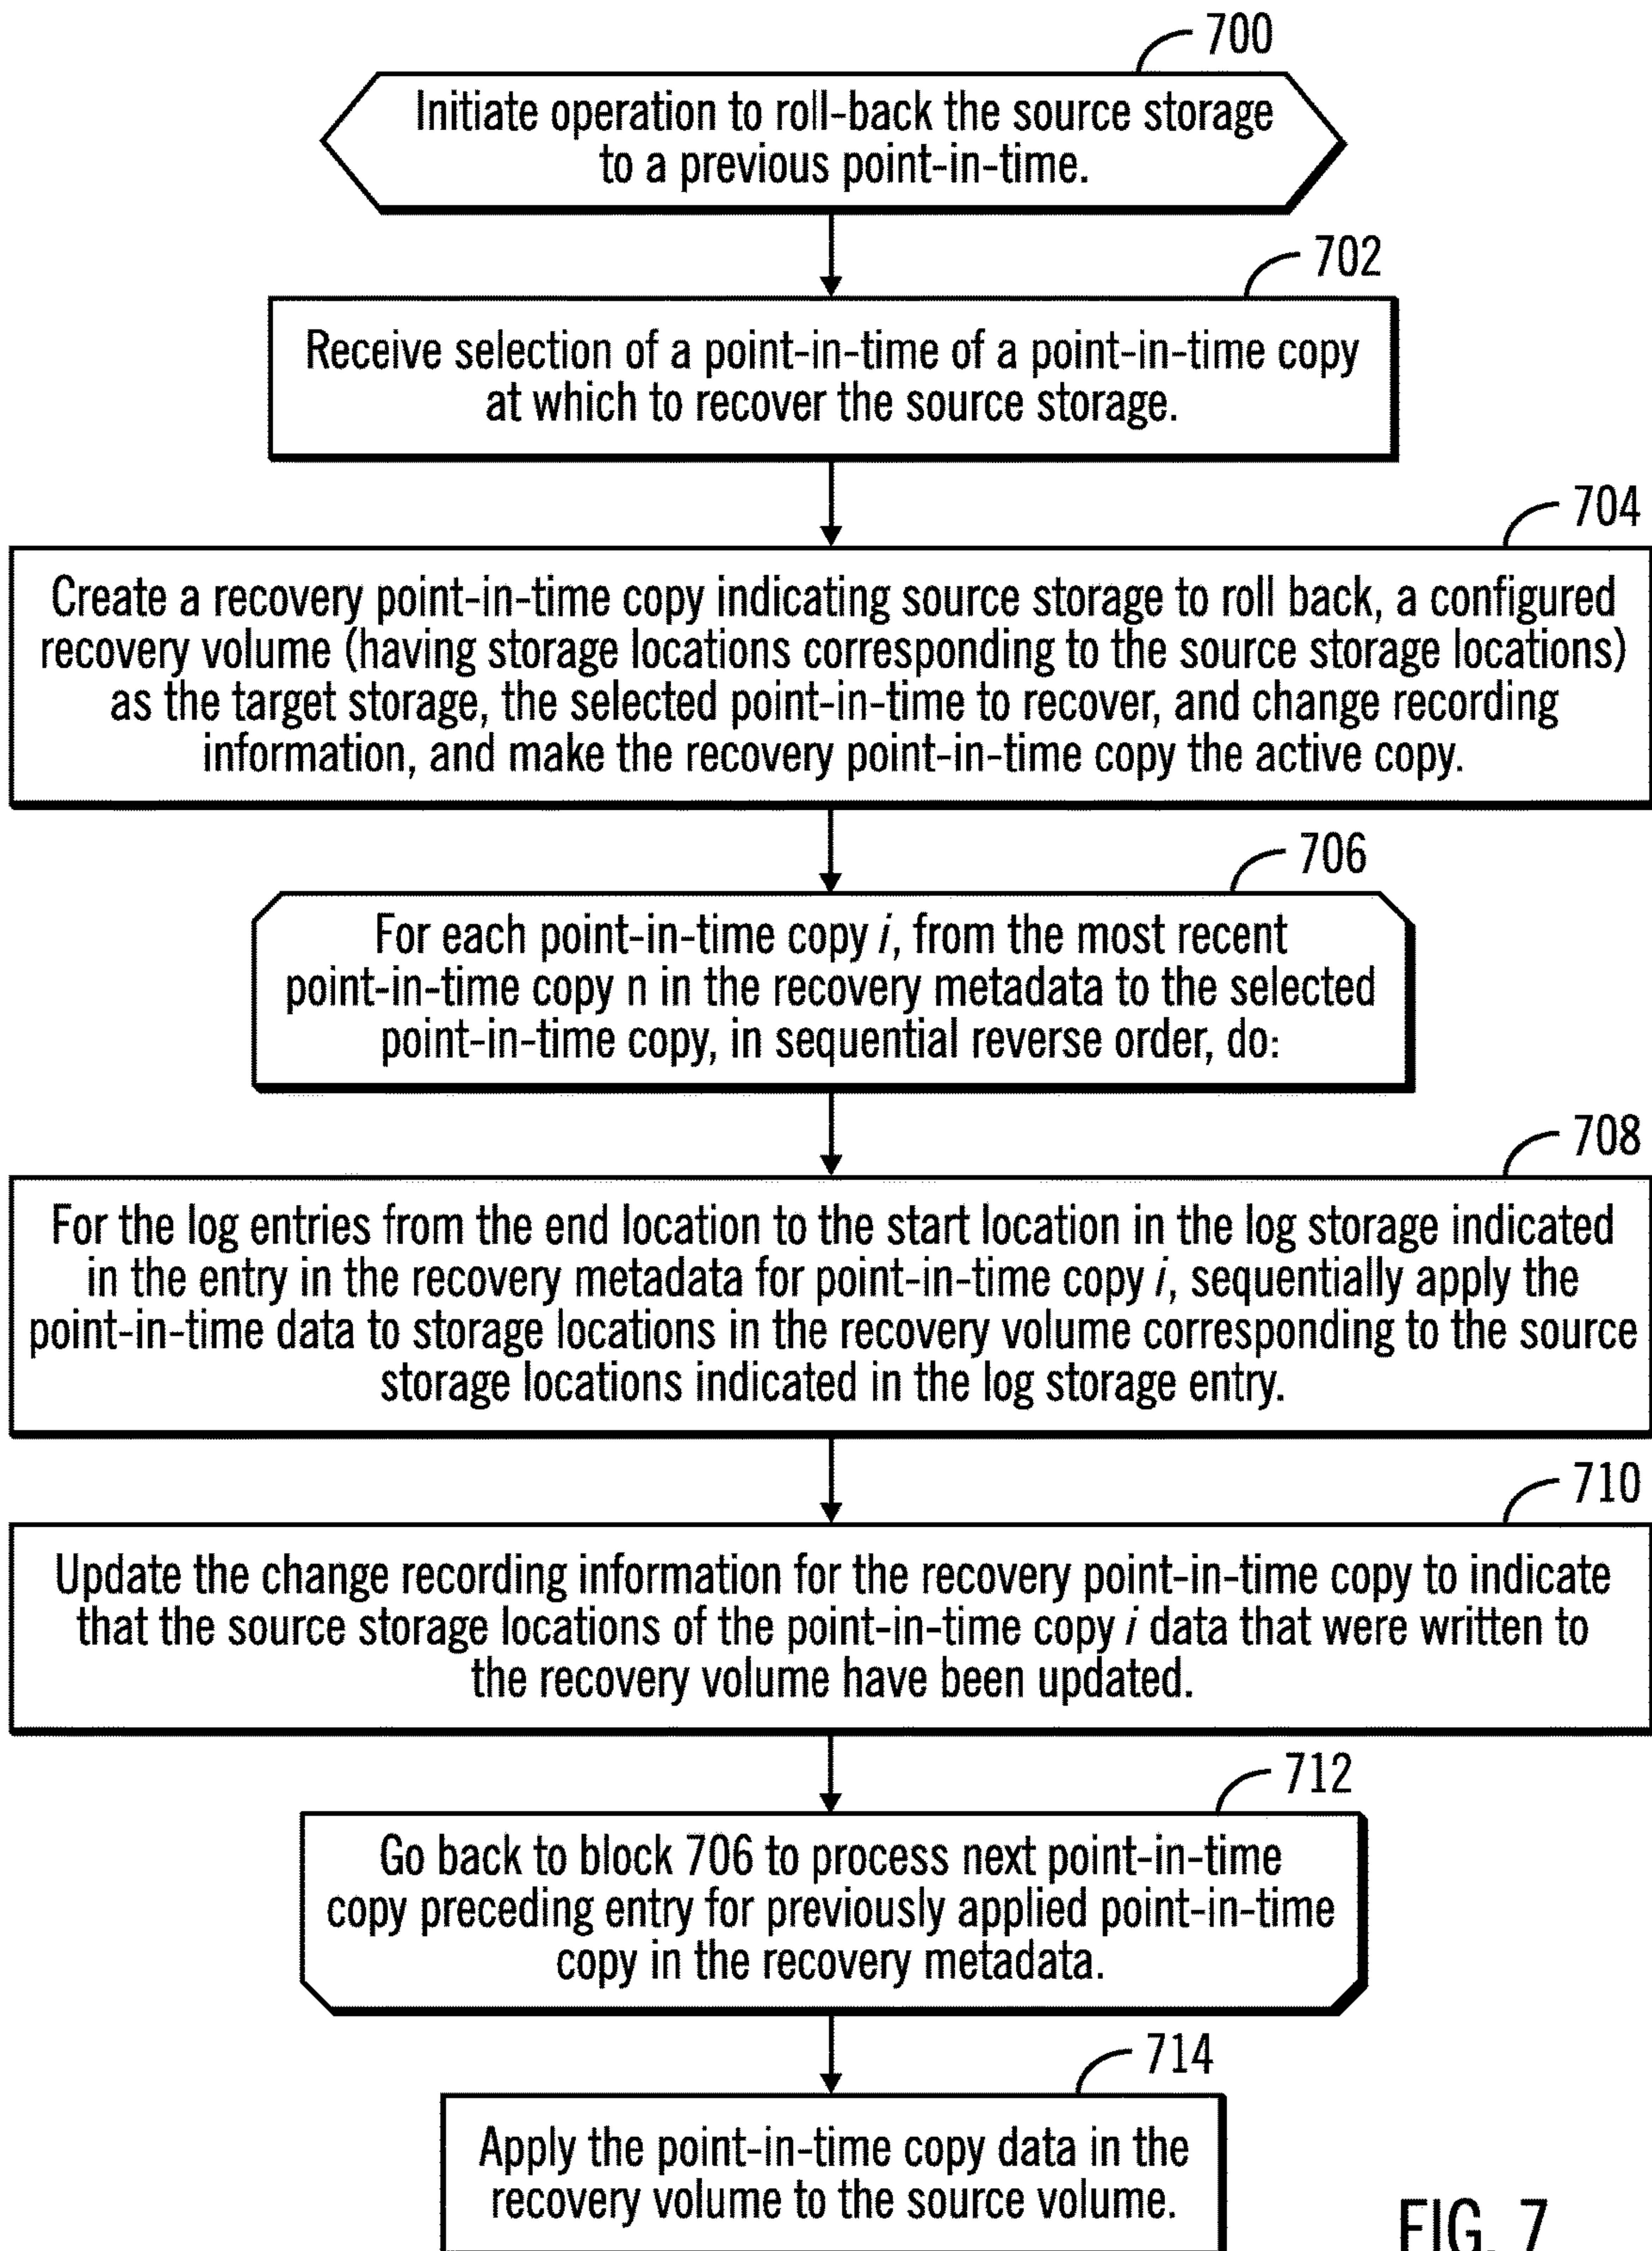 700
Initiate operation to roll-back the source storage
to a previous point-in-time.
702
Receive selection of a point-in-time of a point-in-time copy
at which to recover the source storage.
704
Create a recovery point-in-time copy indicating source storage to roll back, a configured
recovery volume (having storage locations corresponding to the source storage locations)
as the target storage, the selected point-in-time to recover, and change recording
information, and make the recovery point-in-time copy the active copy.
706
For each point-in-time copy i, from the most recent
point-in-time copy n in the recovery metadata to the selected
point-in-time copy, in sequential reverse order, do:
708
For the log entries from the end location to the start location in the log storage indicated
in the entry in the recovery metadata for point-in-time copy i, sequentially apply the
point-in-time data to storage locations in the recovery volume corresponding to the source
storage locations indicated in the log storage entry.
710
Update the change recording information for the recovery point-in-time copy to indicate
that the source storage locations of the point-in-time copy i data that were written to
the recovery volume have been updated.
712
Go back to block 706 to process next point-in-time
copy preceding entry for previously applied point-in-time
copy in the recovery metadata.
714
Apply the point-in-time copy data in the
recovery volume to the source volume.
FIG. 7